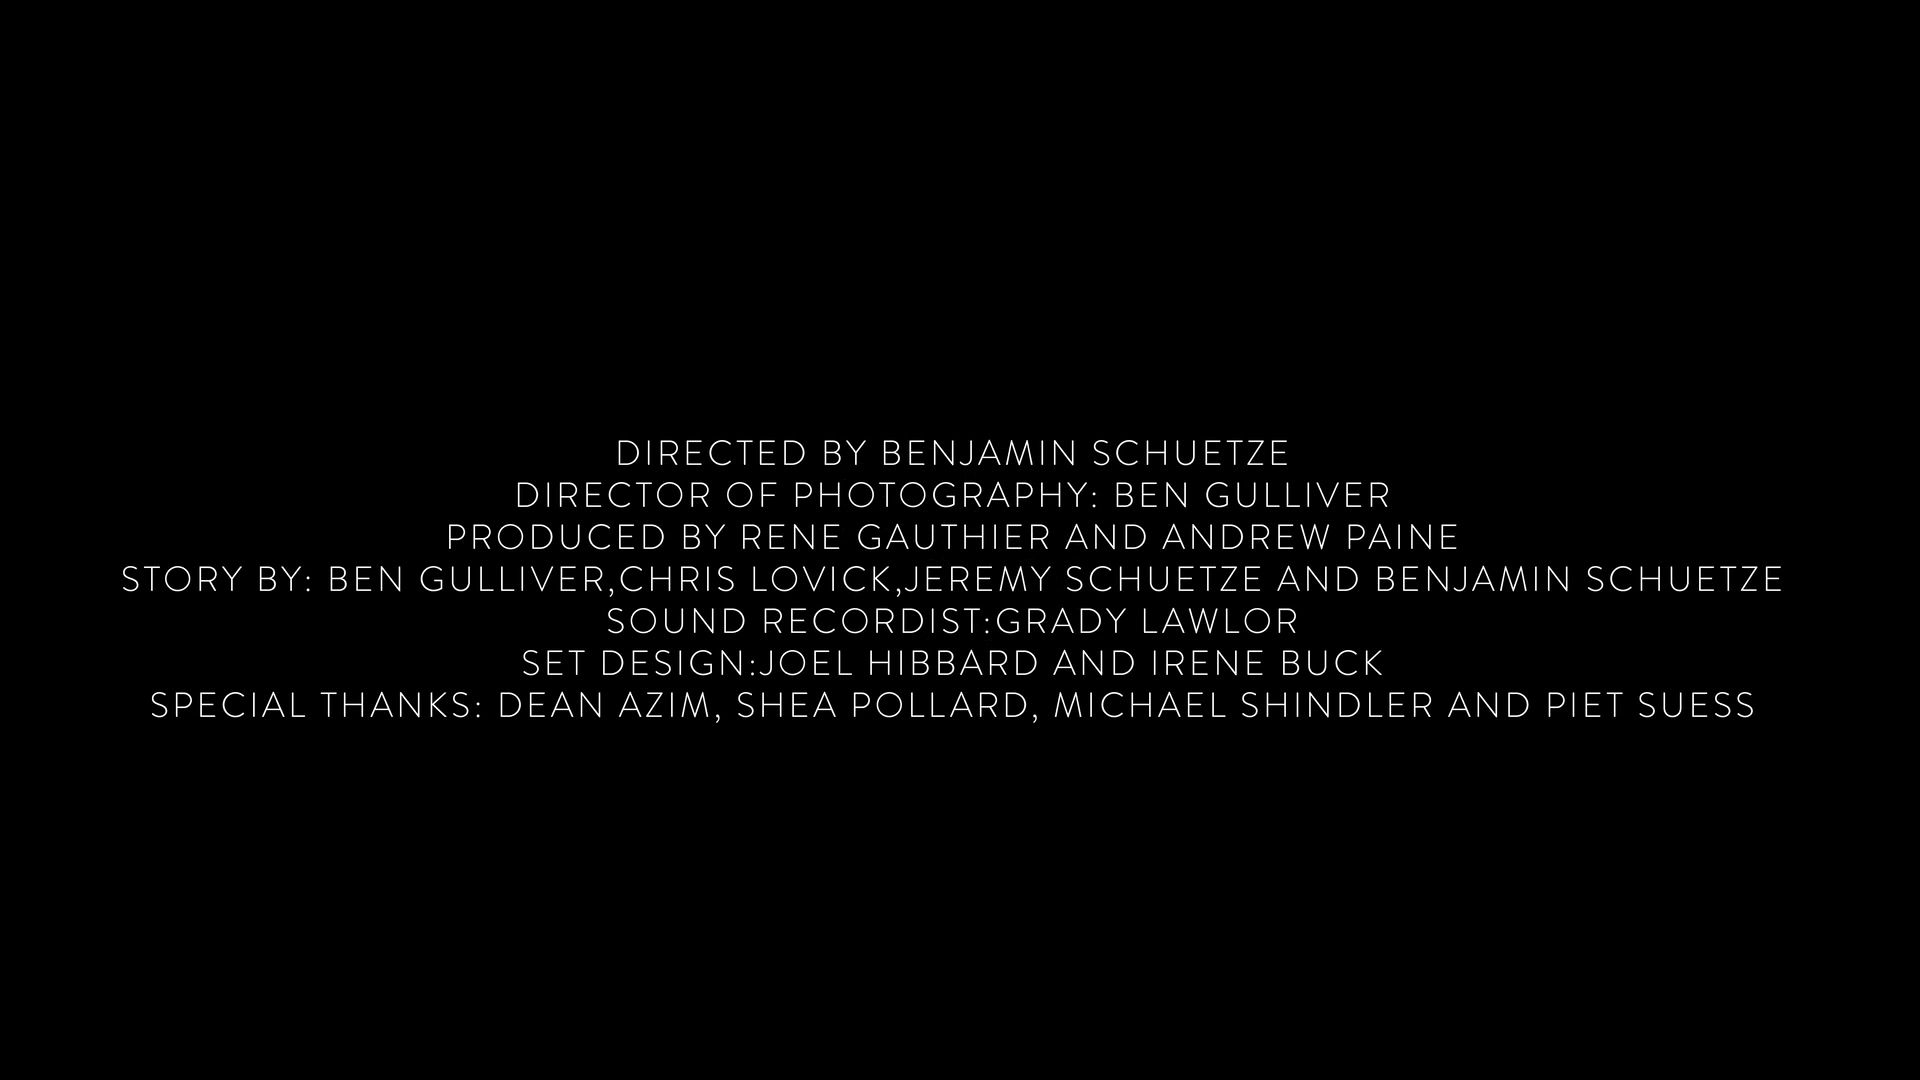 DIRECTED BY BENJAMIN SCHUETZE
DIRECTOR OF PHOTOGRAPHY: BEN GULLIVER
PRODUCED BY RENE GAUTHIER AND ANDREW PAINE
STORY BY: BEN GULLIVER,CHRIS LOVICK,JEREMY SCHUETZE AND BENJAMIN SCHUETZE
SOUND RECORDIST:GRADY LAWLOR
SET DESIGN:JOEL HIBBARD AND IRENE BUCK
SPECIAL THANKS: DEAN AZIM, SHEA POLLARD, MICHAEL SHINDLER AND PIET SUESS